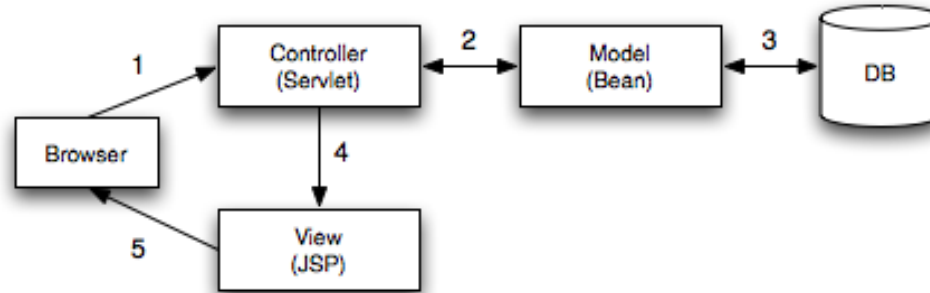 1
Controller
(Servlet)
2
Model
(Bean)
3
DB
Browser
4
5
View
(JSP)